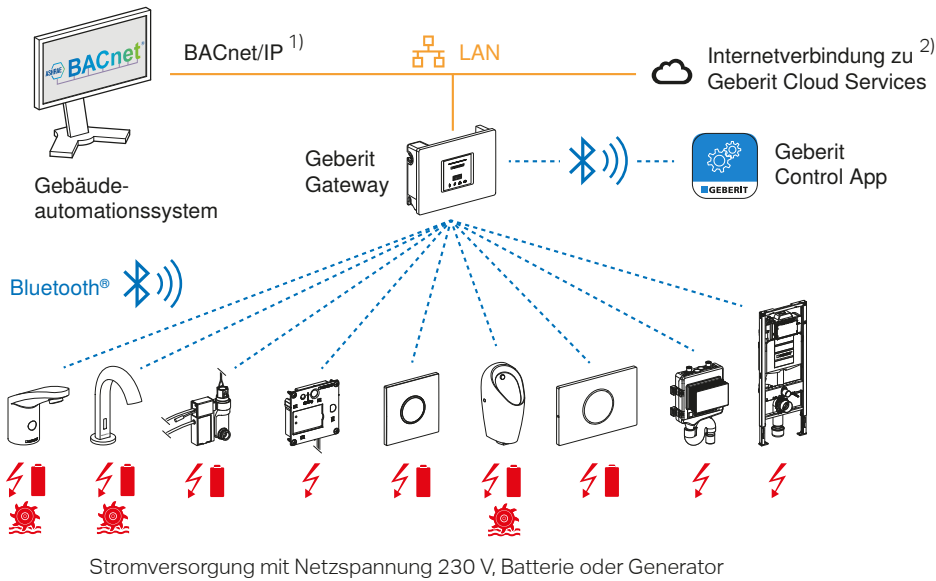 ASHRAE BACnet®
BACnet/IP 1)
LAN
Internetverbindung zu 2)
Geberit Cloud Services
Gebäude-
automationssystem
Geberit
Gateway
GEBERIT
Geberit
Control App
Bluetooth®
Stromversorgung mit Netzspannung 230 V, Batterie oder Generator